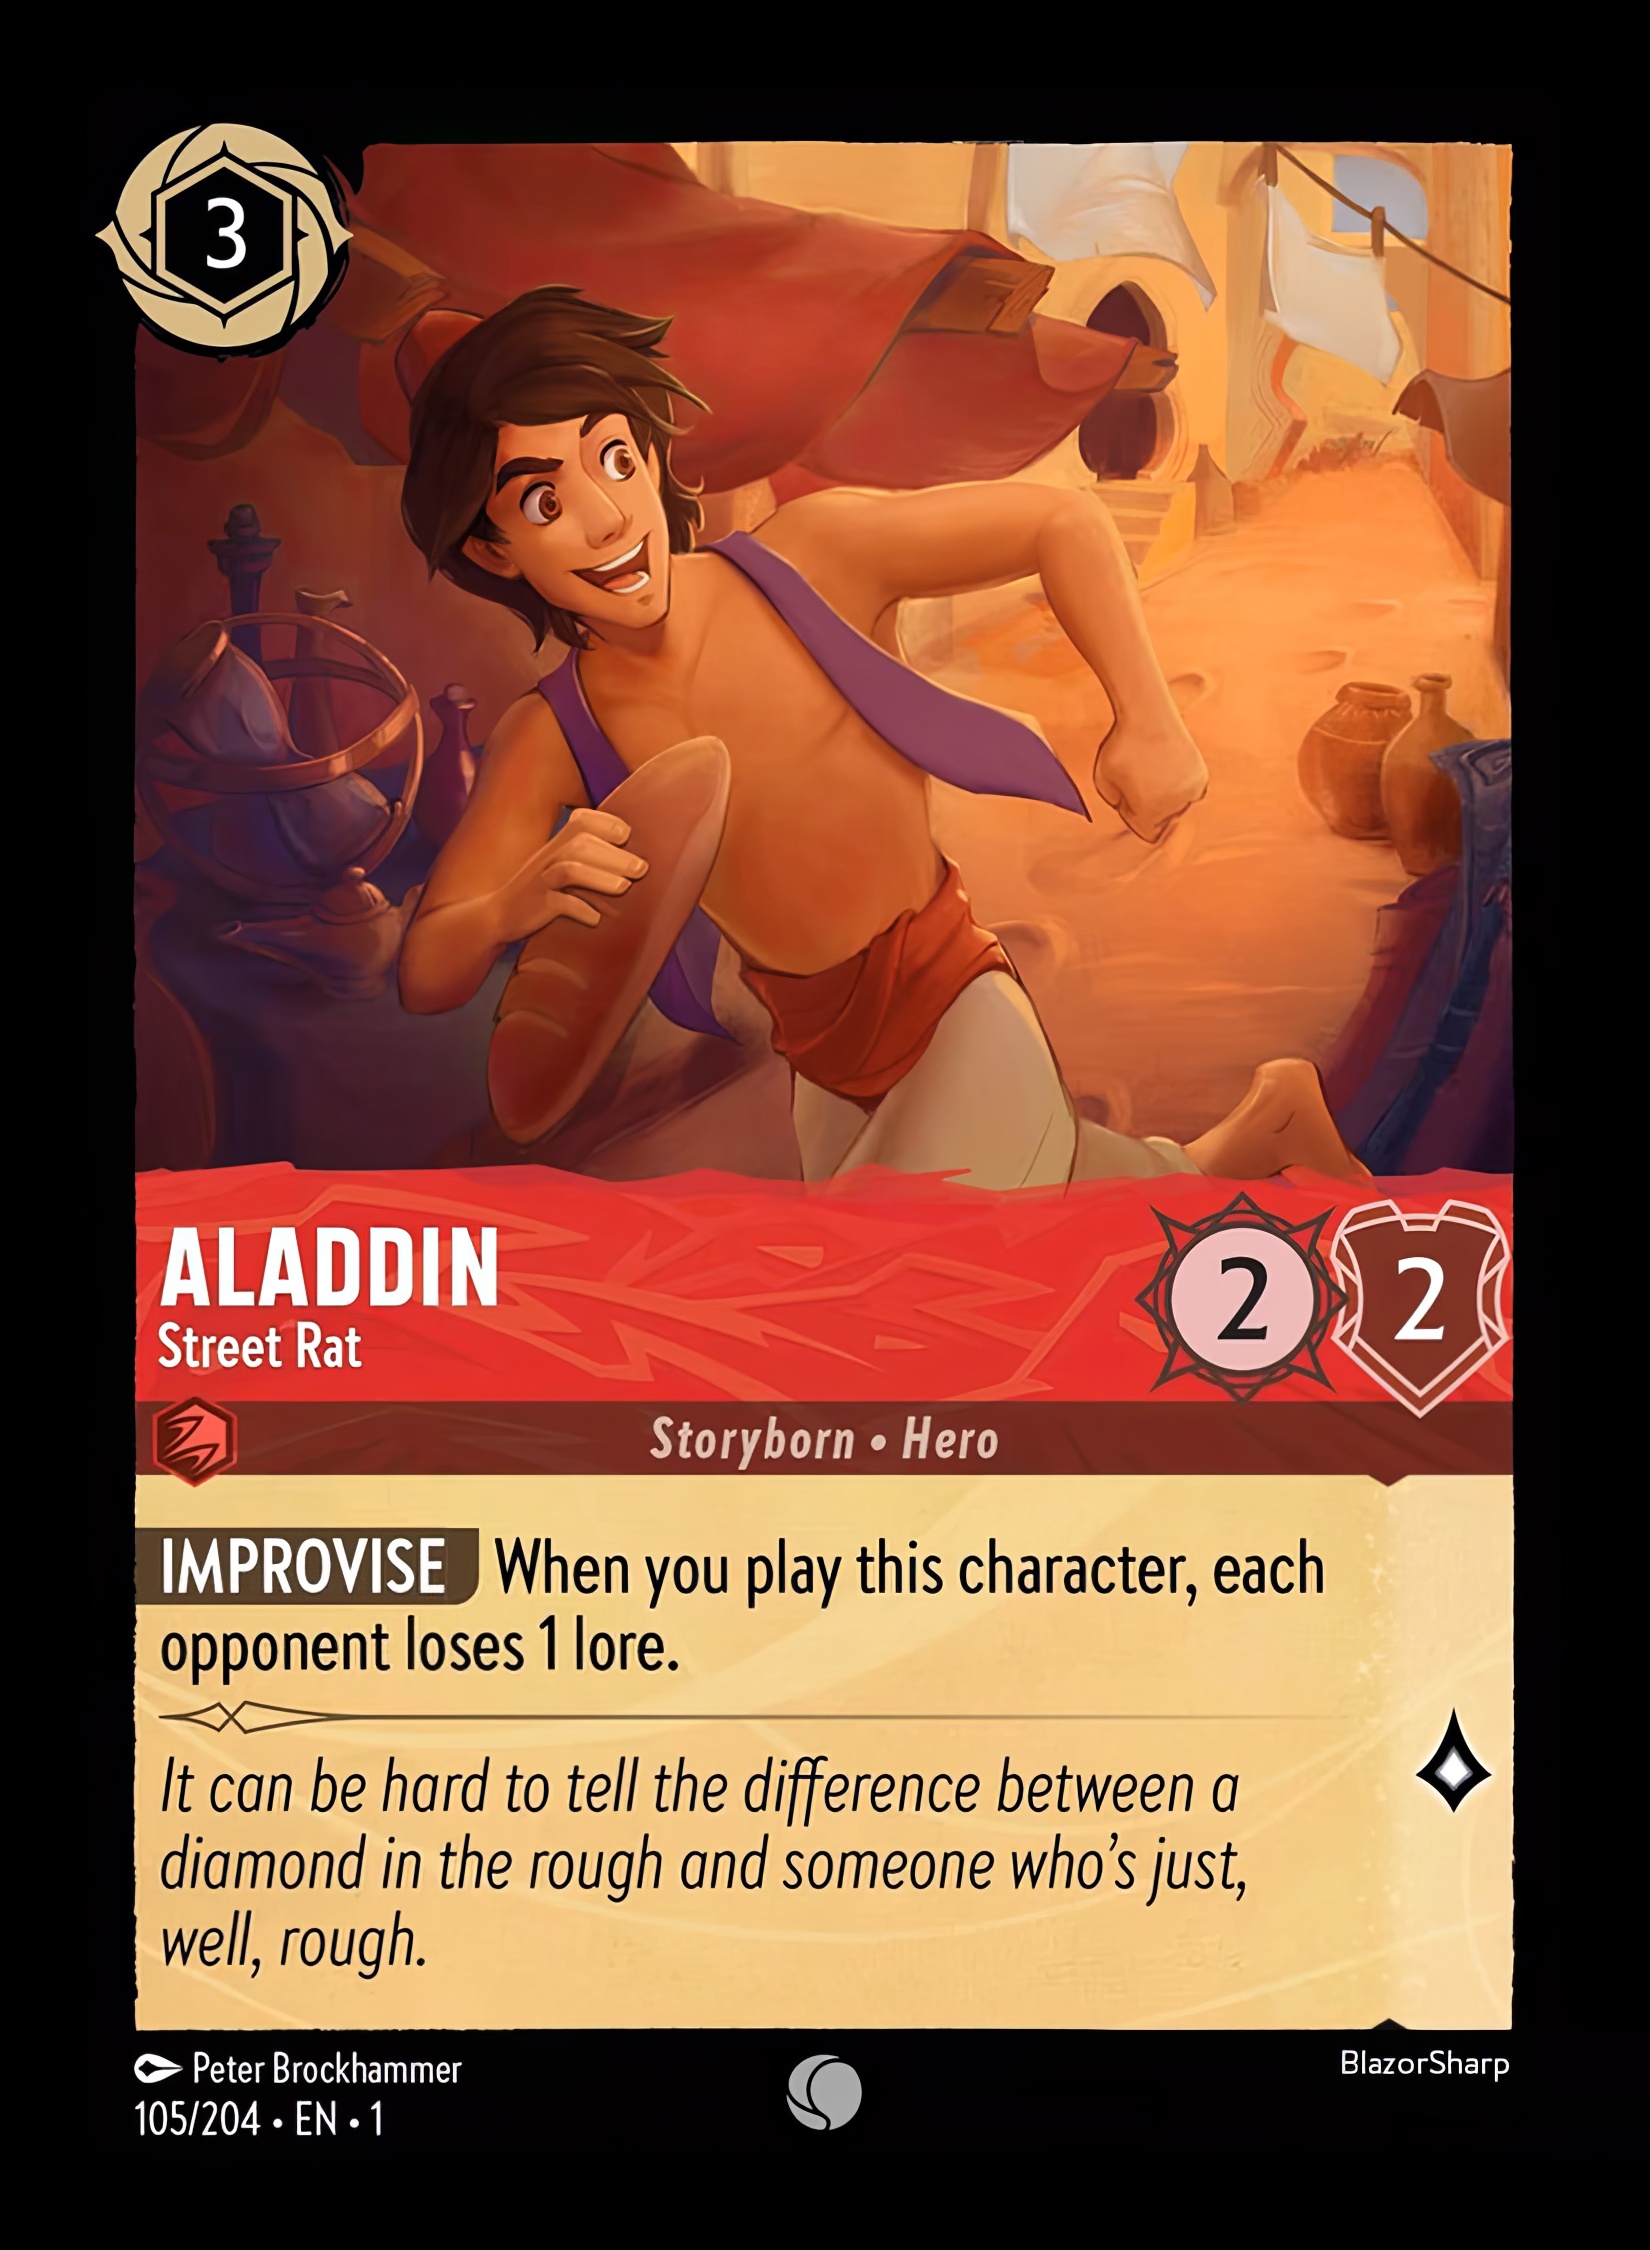 3
ALADDIN
Street Rat
2 2
Storyborn • Hero
IMPROVISE When you play this character, each
opponent loses 1 lore.
It can be hard to tell the difference between a
diamond in the rough and someone who's just,
well, rough.
Peter Brockhammer
BlazorSharp
105/204 • EN • 1